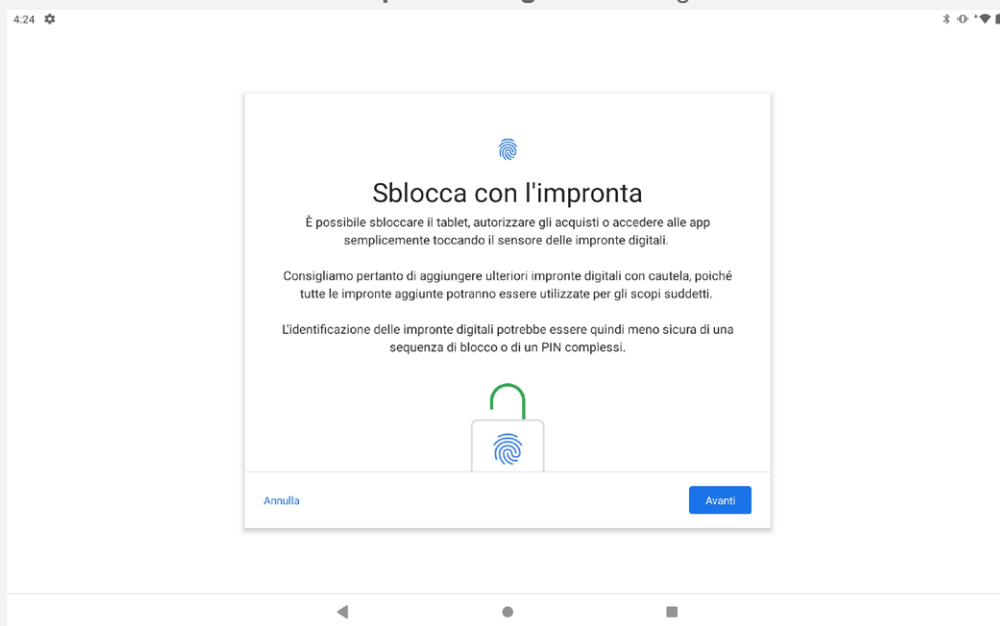 4:24
Sblocca con l'impronta
È possibile sbloccare il tablet, autorizzare gli acquisti o accedere alle app
semplicemente toccando il sensore delle impronte digitali.
Consigliamo pertanto di aggiungere ulteriori impronte digitali con cautela, poiché
tutte le impronte aggiunte potranno essere utilizzate per gli scopi suddetti.
L'identificazione delle impronte digitali potrebbe essere quindi meno sicura di una
sequenza di blocco o di un PIN complessi.
Annulla
Avanti